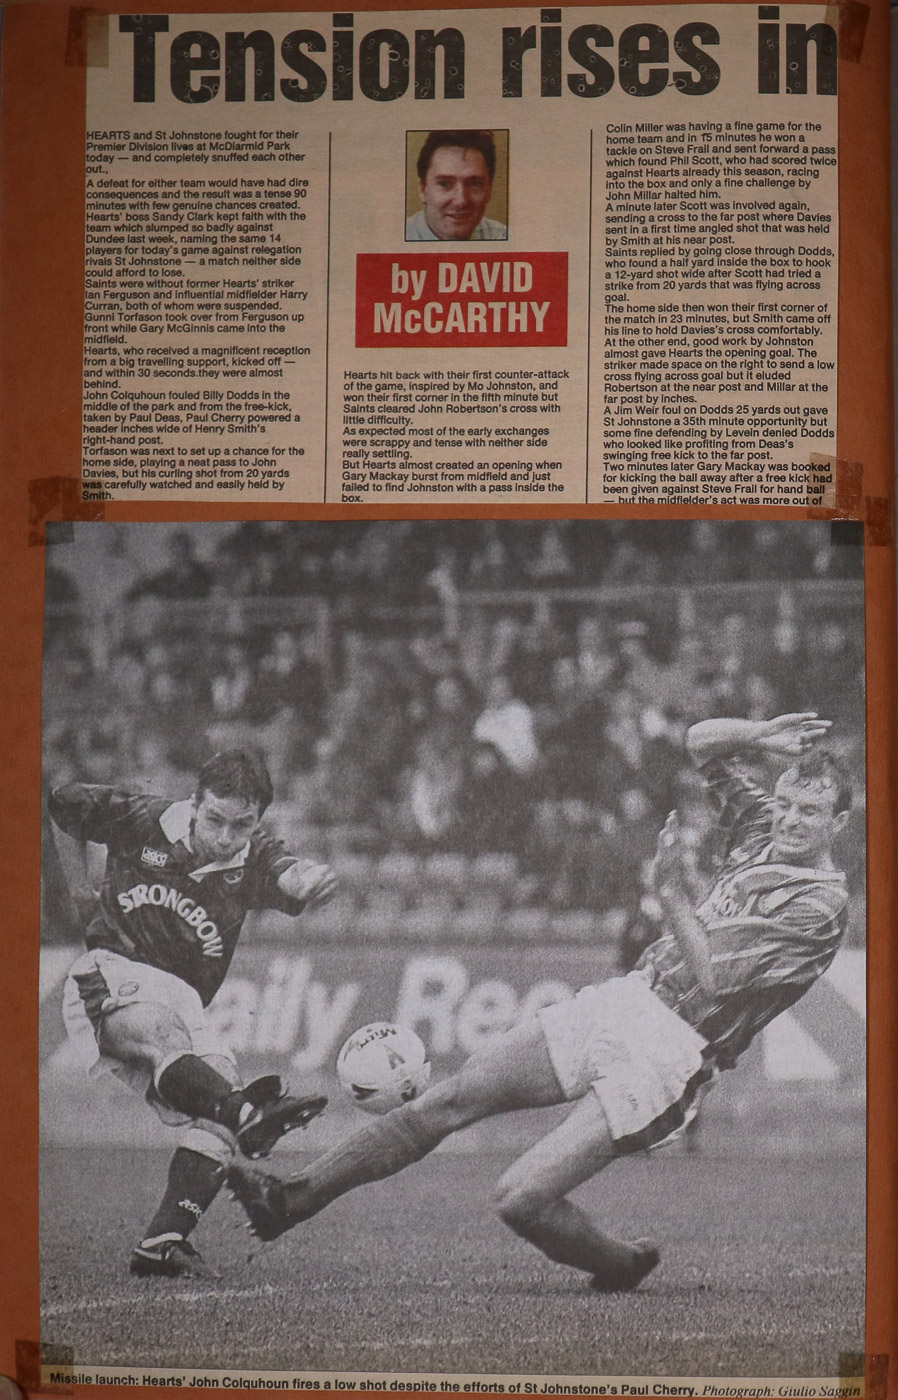 Tension rises in
HEARTS and St Johnstone fought for their
Premier Division lives at McDiarmid Park
today — and completely snuffed each other
out.,
A defeat for either team would have had dire
consequences and the result was a tense 90
minutes with few genuine chances created.
Hearts' boss Sandy Clark kept faith with the
team which slumped so badly against
Dundee last week, naming the same 14
players for today's game against relegation
rivals St Johnstone — a match neither side
could afford to lose.
Saints were without former Hearts' striker
Ian Ferguson and influential midfielder Harry
Curran, both of whom were suspended.
Gunni Torfason took over from Ferguson up
front while Gary McGinnis came into the
midfield.
Hearts, who received a magnificent reception
from a big travelling support, kicked off —
and within 30 seconds they were almost
behind.
John Colquhoun fouled Billy Dodds in the
middle of the park and from the free-kick,
taken by Paul Deas, Paul Cherry powered a
header inches wide of Henry Smith's
right-hand post.
Torfason was next to set up a chance for the
home side, playing a neat pass to John
Davies, but his curling shot from 20 yards
was carefully watched and easily held by
Smith.
by DAVID
McCARTHY
Hearts hit back with their first counter-attack
of the game, inspired by Mo Johnston, and
won their first corner in the fifth minute but
Saints cleared John Robertson's cross with
little difficulty.
As expected most of the early exchanges
were scrappy and tense with neither side
really settling.
But Hearts almost created an opening when
Gary Mackay burst from midfield and just
failed to find Johnston with a pass inside the
box.
Colin Miller was having a fine game for the
home team and in 15 minutes he won a
tackle on Steve Frail and sent forward a pass
which found Phil Scott, who had scored twice
against Hearts already this season, racing
into the box and only a fine challenge by
John Millar halted him.
A minute later Scott was involved again,
sending a cross to the far post where Davies
sent in a first time angled shot that was held
by Smith at his near post.
Saints replied by going close through Dodds,
who found a half yard inside the box to hook
a 12-yard shot wide after Scott had tried a
strike from 20 yards that was flying across
goal.
The home side then won their first corner of
the match in 23 minutes, but Smith came off
his line to hold Davies's cross comfortably.
At the other end, good work by Johnston
almost gave Hearts the opening goal. The
striker made space on the right to send a low
cross flying across goal but it eluded
Robertson at the near post and Millar at the
far post by inches.
A Jim Weir foul on Dodds 25 yards out gave
St Johnstone a 35th minute opportunity but
some fine defending by Levein denied Dodds
who looked like profiting from Deas's
swinging free kick to the far post.
Two minutes later Gary Mackay was booked
for kicking the ball away after a free kick had
been given against Steve Frail for hand ball
— but the midfielder's act was more out of
asics
STRONGBOW
aily Rec
Mitre
asics
Missile launch: Hearts' John Colquhoun fires a low shot despite the efforts of St Johnstone's Paul Cherry. Photograph: Giulio Saggin